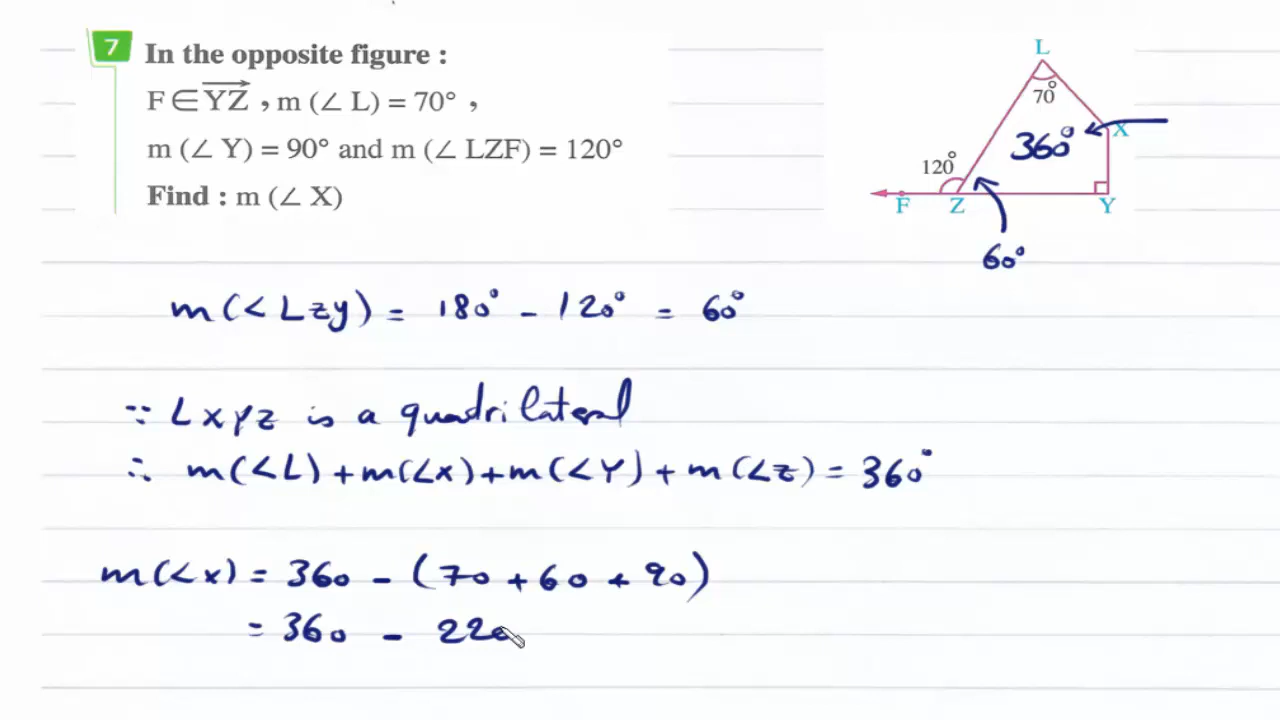 7 In the opposite figure :
F ∈ YZ , m (∠ L) = 70° ,
m (∠ Y) = 90° and m (∠ LZF) = 120°
Find : m (∠ X)
L
70°
360°
X
120°
F
Z
Y
60°
m(∠LzY) = 180° - 120° = 60°
∵ LXYZ is a quadrilateral
∴ m(∠L) + m(∠X) + m(∠Y) + m(∠Z) = 360°
m(∠X) = 360 - (70 + 60 + 90)
= 360 - 220